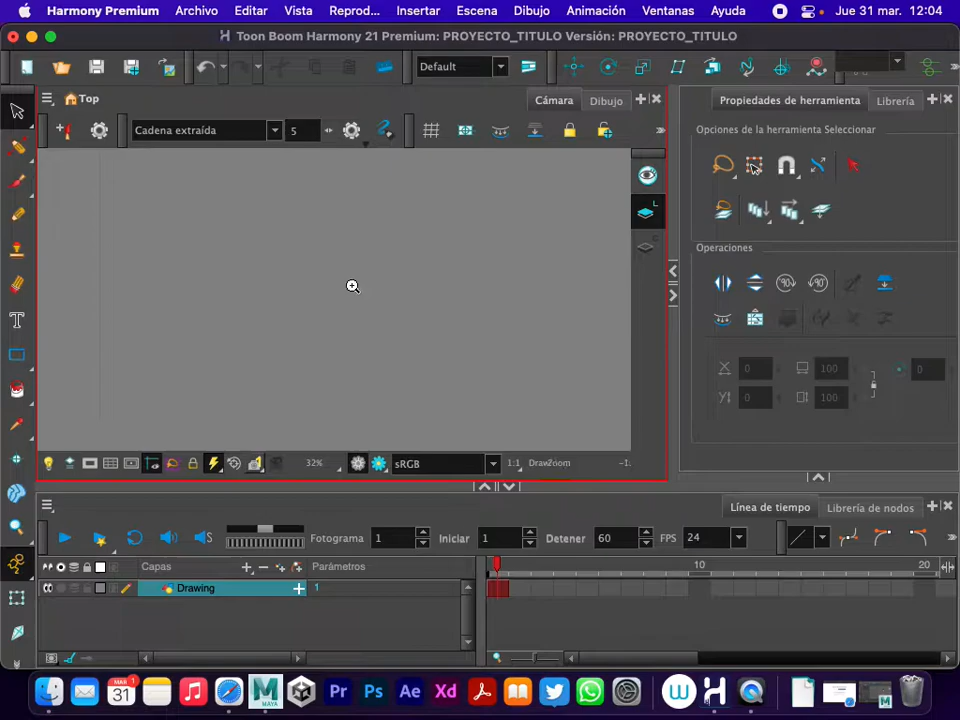 Harmony Premium Archivo Editar Vista Reprod... Insertar Escena Dibujo Animación Ventanas Ayuda Jue 31 mar. 12:04
Toon Boom Harmony 21 Premium: PROYECTO_TITULO Versión: PROYECTO_TITULO
Default
Top Cámara Dibujo Propiedades de herramienta Librería
Cadena extraída 5
Opciones de la herramienta Seleccionar
L
Operaciones
90 90
X 0 100 0
Y 0 100
32% sRGB 1:1 DrawZoom
Línea de tiempo Librería de nodos
Fotograma 1 Iniciar 1 Detener 60 FPS 24
Capas Parámetros 10 20
Drawing 1
MAR 31 MAYA Pr Ps Ae Xd W